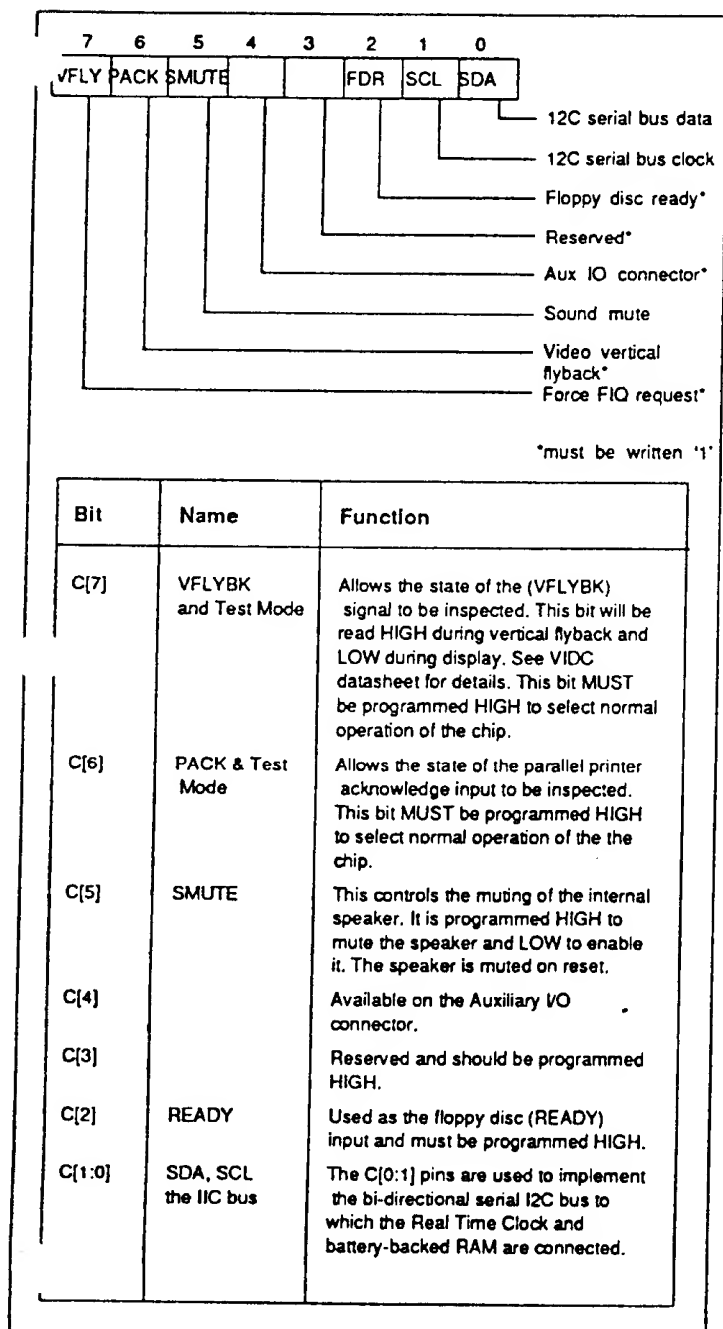 7 6 5 4 3 2 1 0
VFLY PACK SMUTE FDR SCL SDA
12C serial bus data
12C serial bus clock
Floppy disc ready*
Reserved*
Aux IO connector*
Sound mute
Video vertical
flyback*
Force FIQ request*
*must be written '1'
Bit Name Function
C[7] VFLYBK Allows the state of the (VFLYBK)
and Test Mode signal to be inspected. This bit will be
read HIGH during vertical flyback and
LOW during display. See VIDC
datasheet for details. This bit MUST
be programmed HIGH to select normal
operation of the chip.
C[6] PACK & Test Allows the state of the parallel printer
Mode acknowledge input to be inspected.
This bit MUST be programmed HIGH
to select normal operation of the the
chip.
C[5] SMUTE This controls the muting of the internal
speaker. It is programmed HIGH to
mute the speaker and LOW to enable
it. The speaker is muted on reset.
C[4] Available on the Auxiliary I/O
connector.
C[3] Reserved and should be programmed
HIGH.
C[2] READY Used as the floppy disc (READY)
input and must be programmed HIGH.
C[1:0] SDA, SCL The C[0:1] pins are used to implement
the IIC bus the bi-directional serial I2C bus to
which the Real Time Clock and
battery-backed RAM are connected.